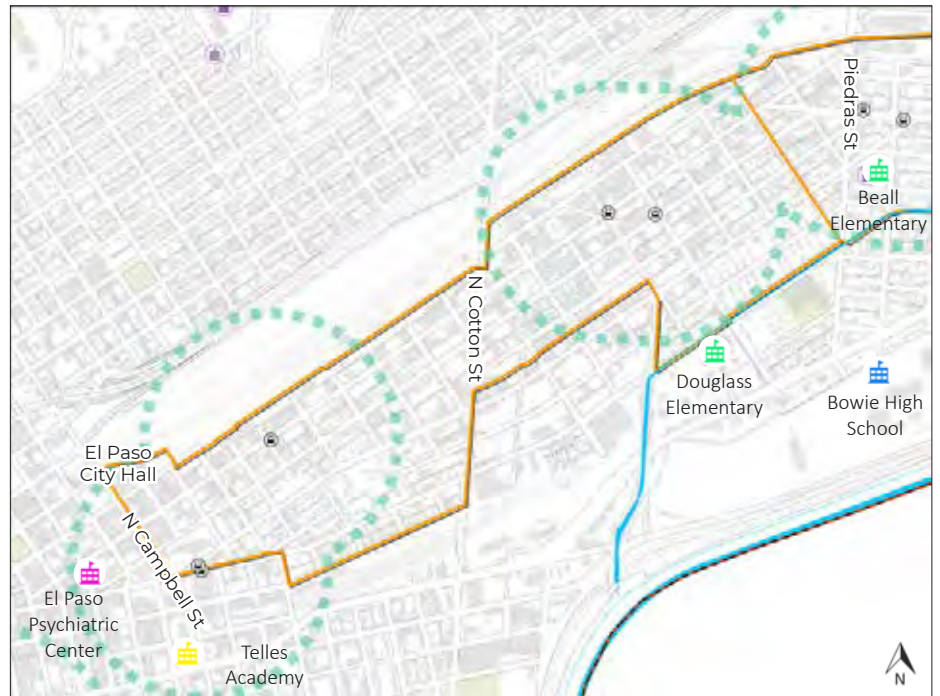 Piedras St
Beall
Elementary
N Cotton St
Douglass
Elementary
Bowie High
School
El Paso
City Hall
N Campbell St
El Paso
Psychiatric
Center
Telles
Academy
N